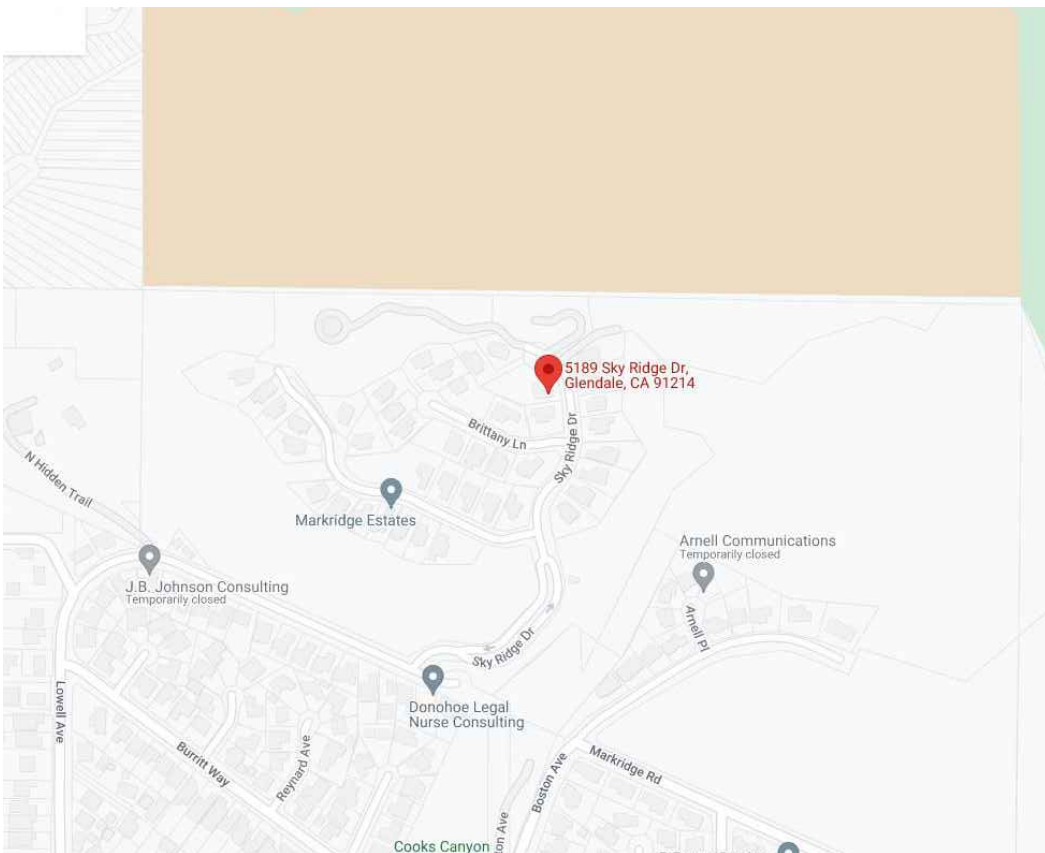 5189 Sky Ridge Dr,
Glendale, CA 91214
Brittany Ln
Sky Ridge Dr
N Hidden Trail
Markridge Estates
Arnell Communications
Temporarily closed
J.B. Johnson Consulting
Temporarily closed
Arnell Pl
Sky Ridge Dr
Lowell Ave
Donohoe Legal
Nurse Consulting
Burritt Way
Reynard Ave
Boston Ave
Markridge Rd
Cooks Canyon
Ave